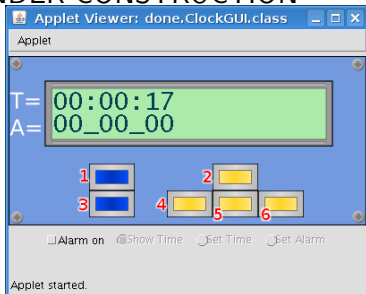 NDER CONSTRUCTION
Applet Viewer: done.ClockGUI.class
Applet
T= 00:00:17
A= 00_00_00
1 2
3 4 5 6
Alarm on Show Time Set Time Set Alarm
Applet started.